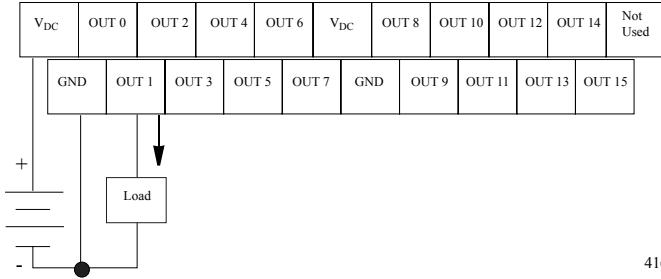 VDC OUT 0 OUT 2 OUT 4 OUT 6 VDC OUT 8 OUT 10 OUT 12 OUT 14 Not Used
GND OUT 1 OUT 3 OUT 5 OUT 7 GND OUT 9 OUT 11 OUT 13 OUT 15
+
Load
-